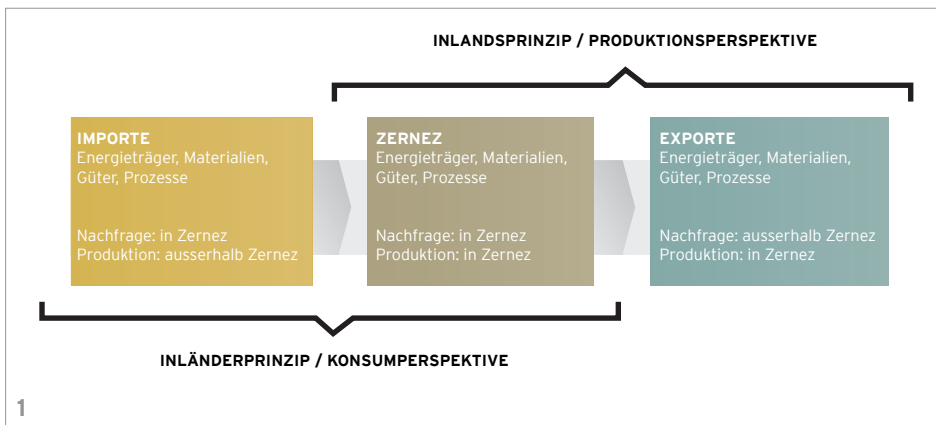 INLANDSPRINZIP / PRODUKTIONSPERSPEKTIVE
IMPORTE
Energieträger, Materialien,
Güter, Prozesse
Nachfrage: in Zernez
Produktion: ausserhalb Zernez
ZERNEZ
Energieträger, Materialien,
Güter, Prozesse
Nachfrage: in Zernez
Produktion: in Zernez
EXPORTE
Energieträger, Materialien,
Güter, Prozesse
Nachfrage: ausserhalb Zernez
Produktion: in Zernez
INLÄNDERPRINZIP / KONSUMPERSPEKTIVE
1